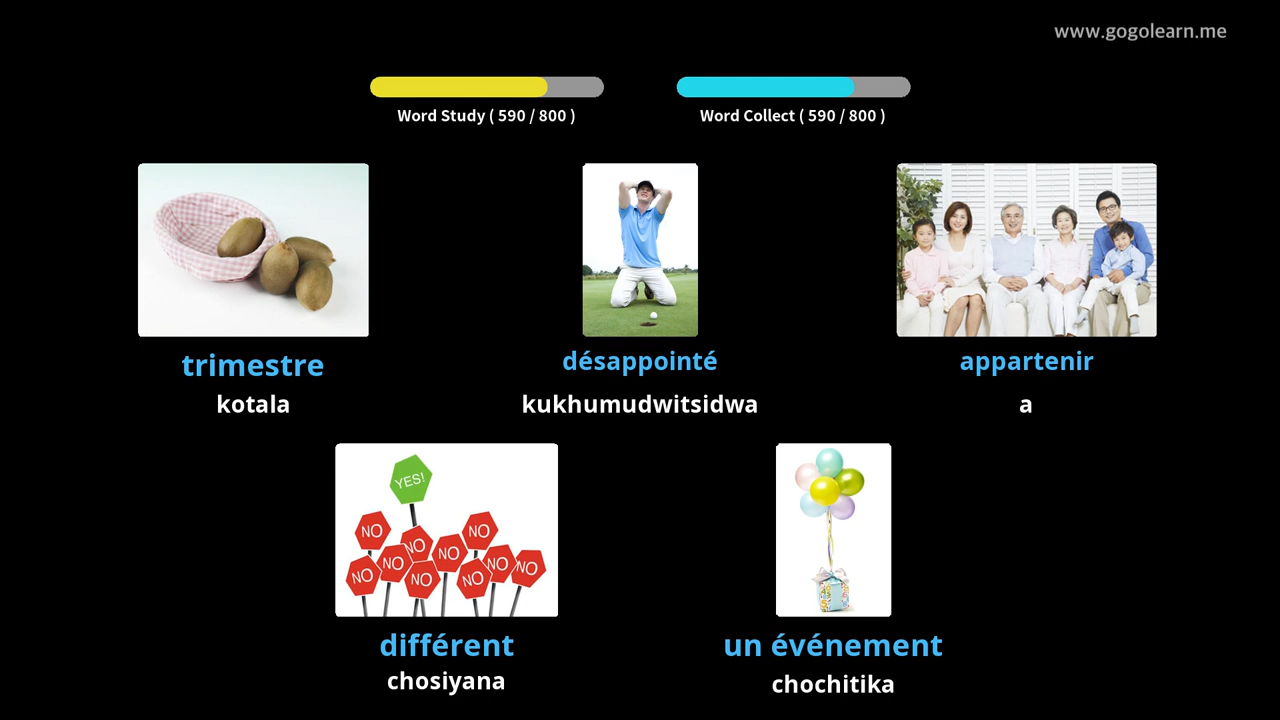 www.gogolearn.me
Word Study ( 590 / 800 )
Word Collect ( 590 / 800 )
trimestre
kotala
désappointé
kukhumudwitsidwa
appartenir
a
YES!
NO
NO
NO
NO
NO
NO
NO
NO
NO
NO
différent
chosiyana
un événement
chochitika